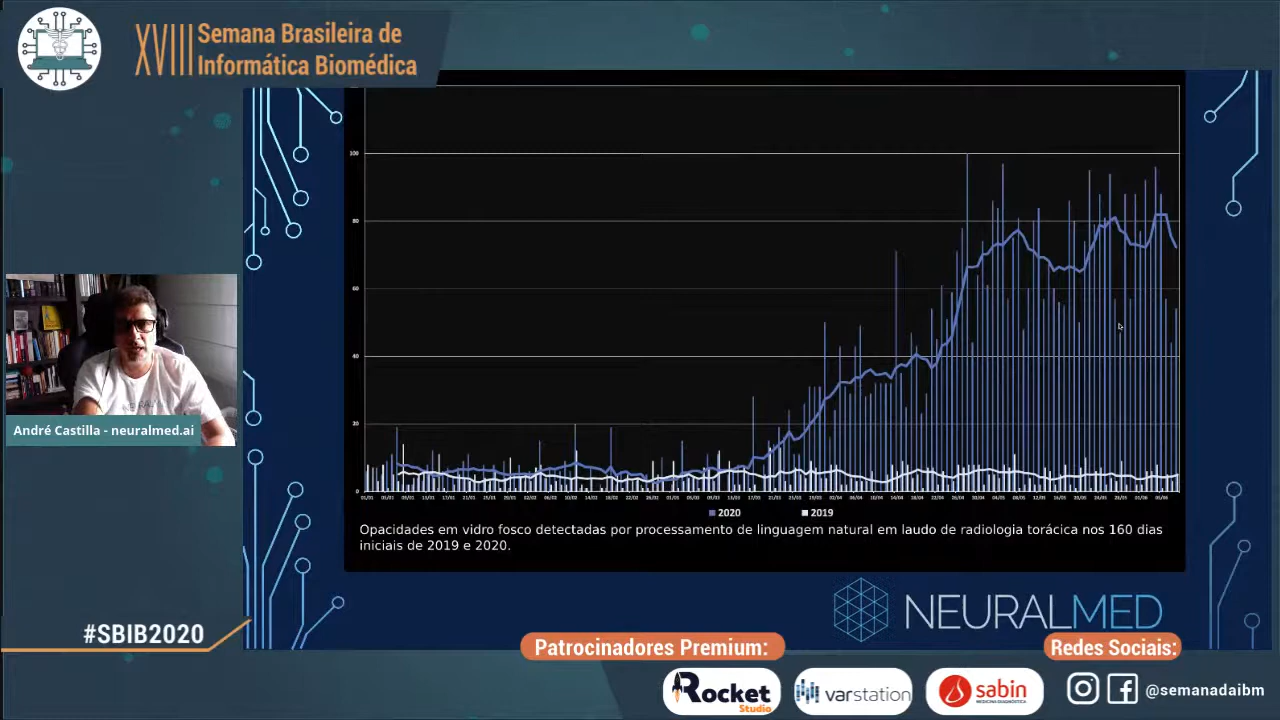 XVIII Semana Brasileira de
Informática Biomédica
100
80
60
40
20
0
2020 2019
Opacidades em vidro fosco detectadas por processamento de linguagem natural em laudo de radiologia torácica nos 160 dias
iniciais de 2019 e 2020.
André Castilla - neuralmed.ai
NEURALMED
#SBIB2020
Patrocinadores Premium:
Redes Sociais:
Rocket
Studio
varstation
sabin
MEDICINA DIAGNÓSTICA
@semanadaibm